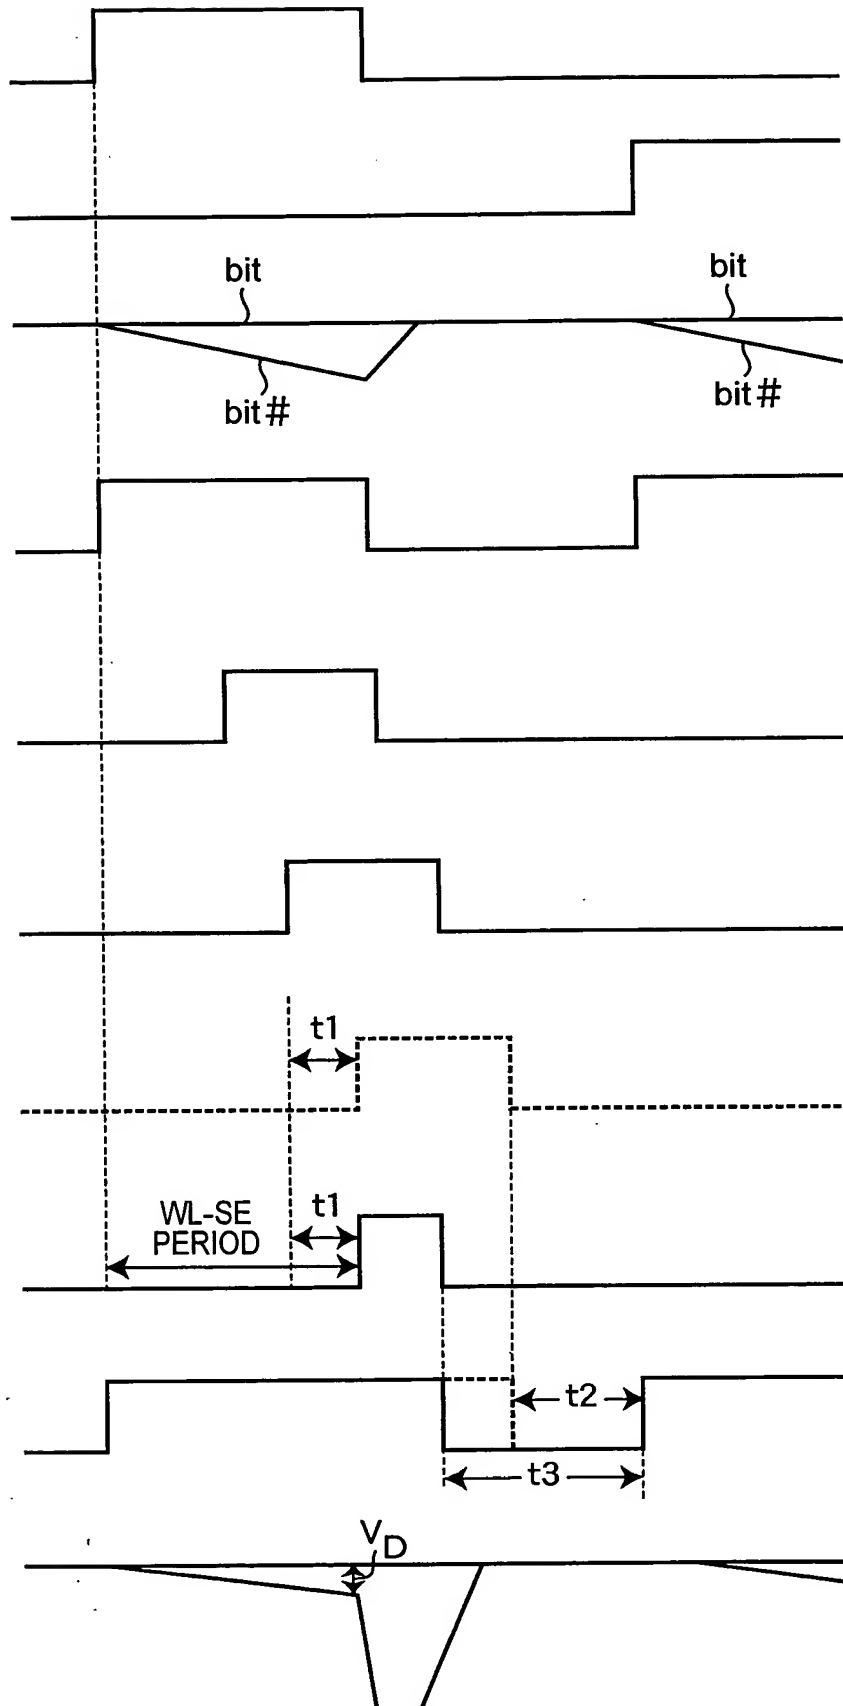 bit
bit
bit#
bit#
t1
WL-SE
PERIOD
t1
t2
t3
VD